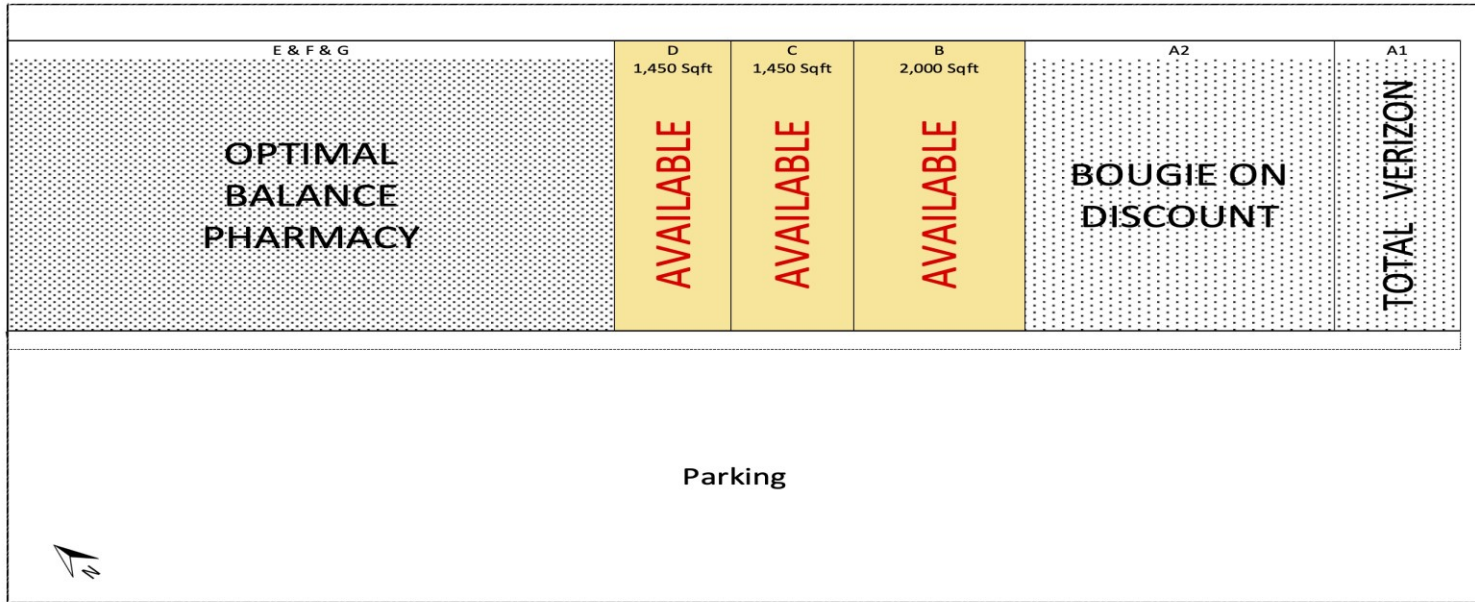 E & F & G
OPTIMAL
BALANCE
PHARMACY
D
1,450 Sqft
AVAILABLE
C
1,450 Sqft
AVAILABLE
B
2,000 Sqft
AVAILABLE
A2
BOUGIE ON
DISCOUNT
A1
TOTAL VERIZON
Parking
N